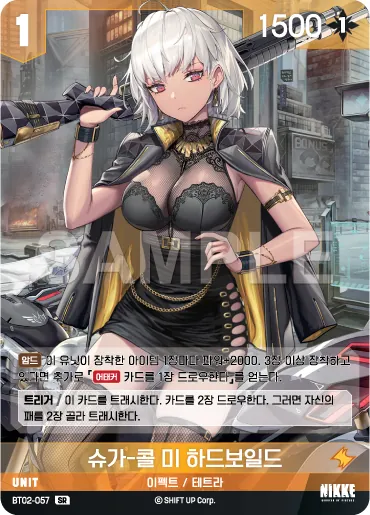 1
1500 1
BONUS
SAMPLE
암드 이 유닛이 장착한 아이템 1장마다 파워+2000. 3장 이상 장착하고
있다면 추가로 「어태커 카드를 1장 드로우한다」를 얻는다.
트리거 / 이 카드를 트래시한다. 카드를 2장 드로우한다. 그러면 자신의
패를 2장 골라 트래시한다.
슈가-콜 미 하드보일드
UNIT
이펙트 / 테트라
BT02-057 SR
© SHIFT UP Corp.
NIKKE